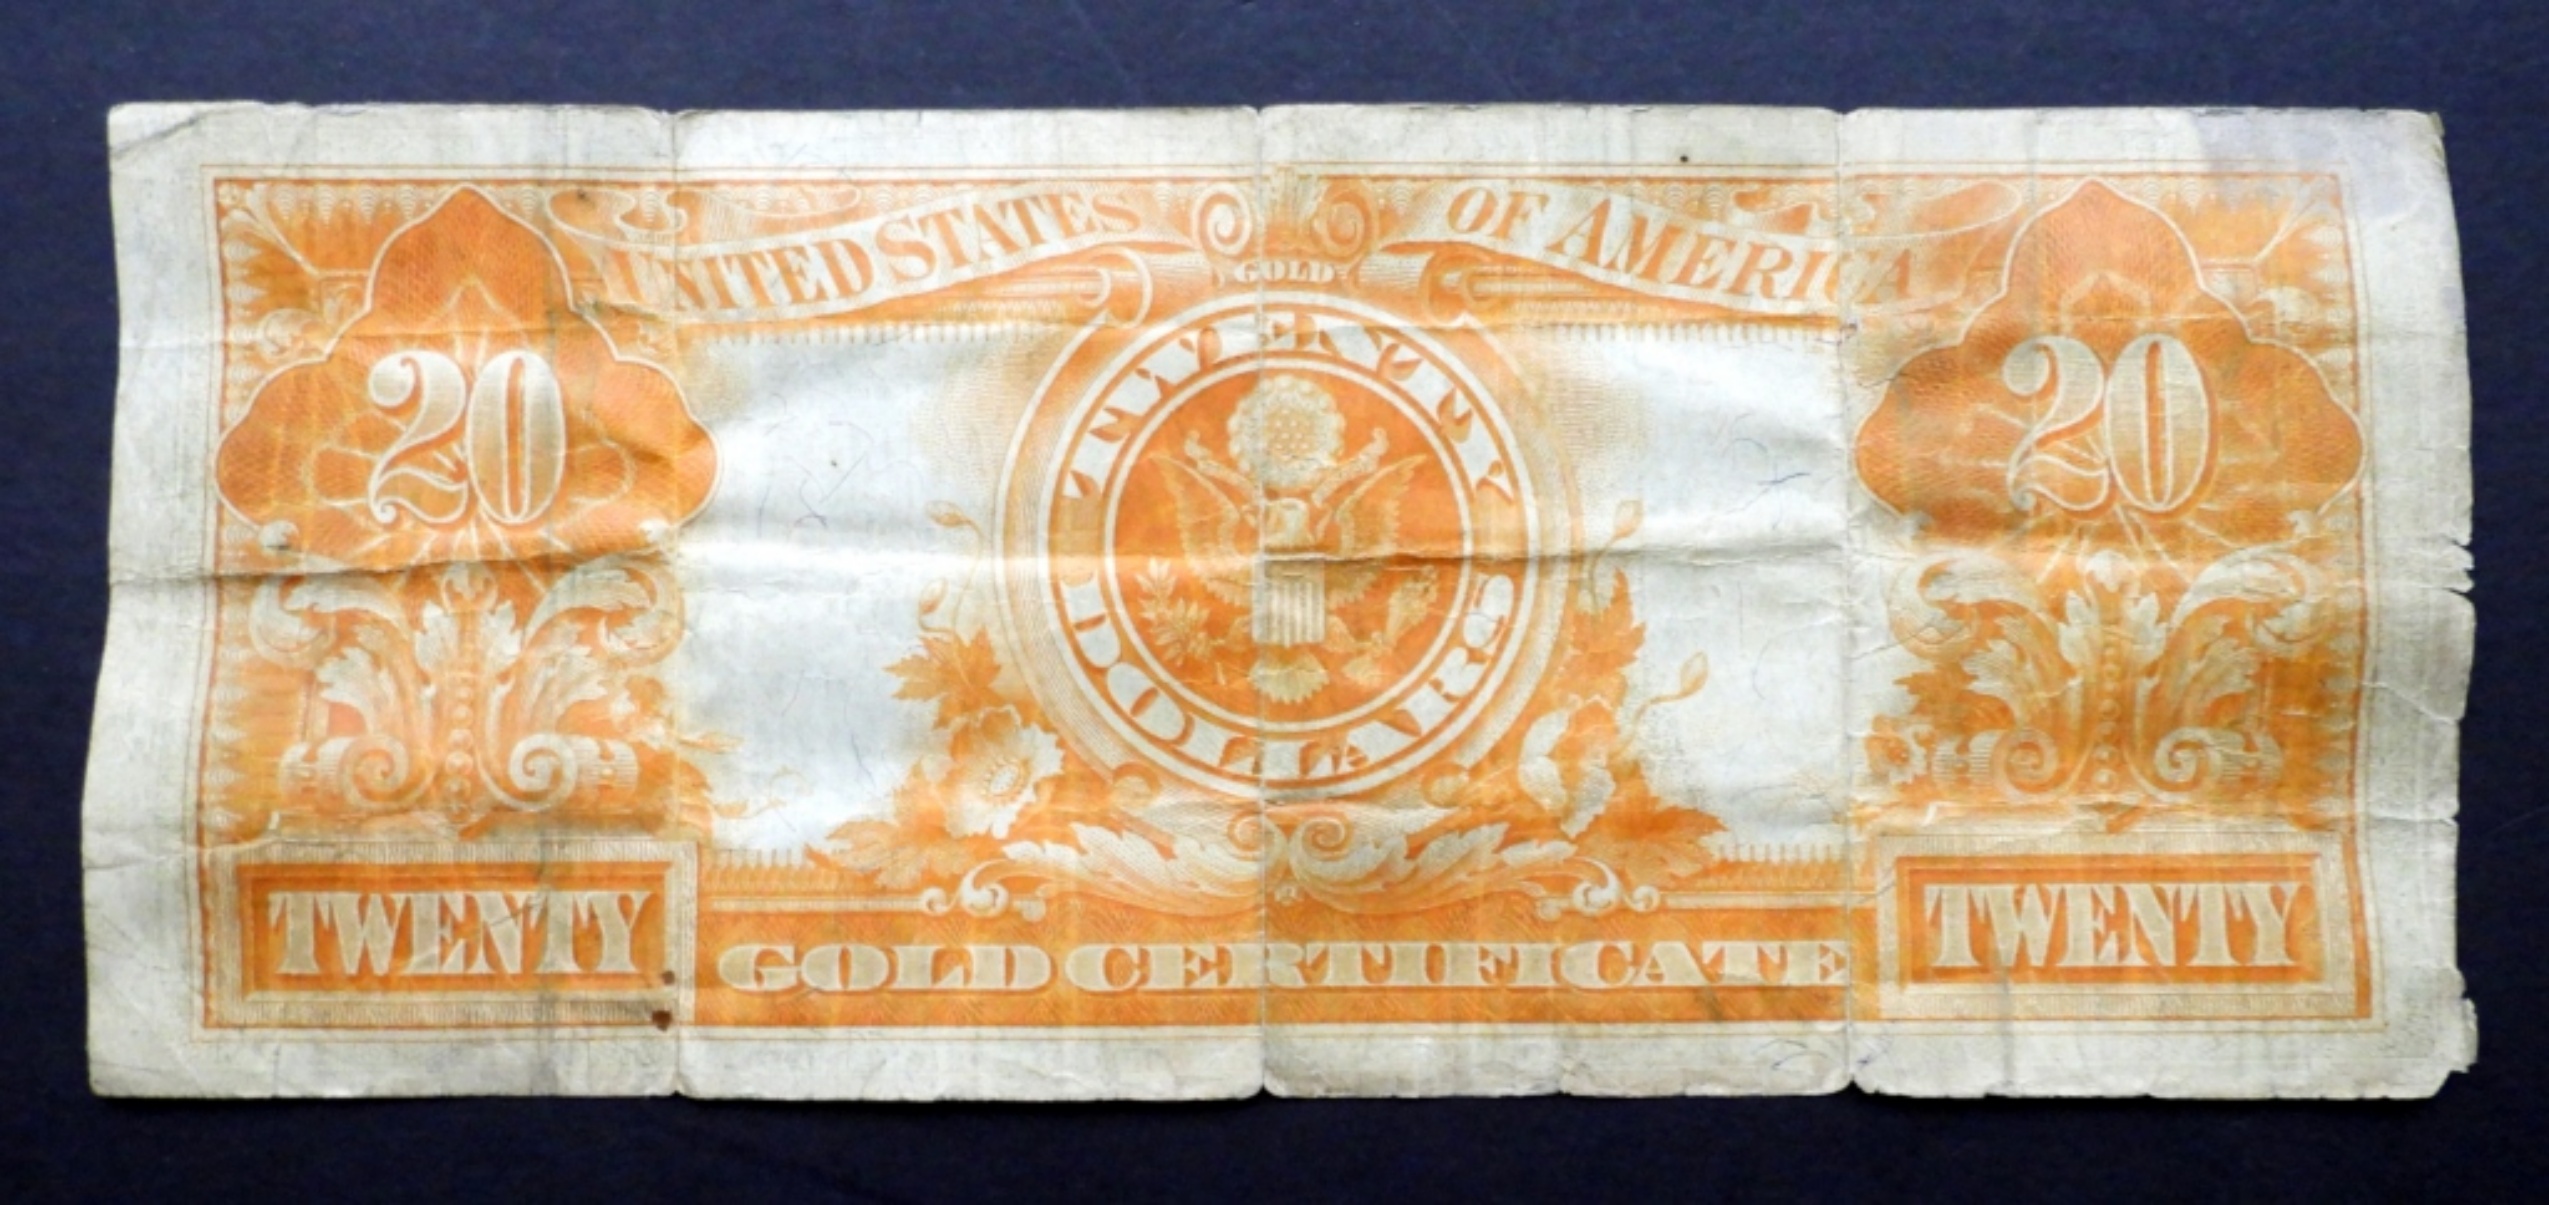 UNITED STATES OF AMERICA
GOLD
20 20
TWENTY
DOLLARS
TWENTY TWENTY
GOLD CERTIFICATE